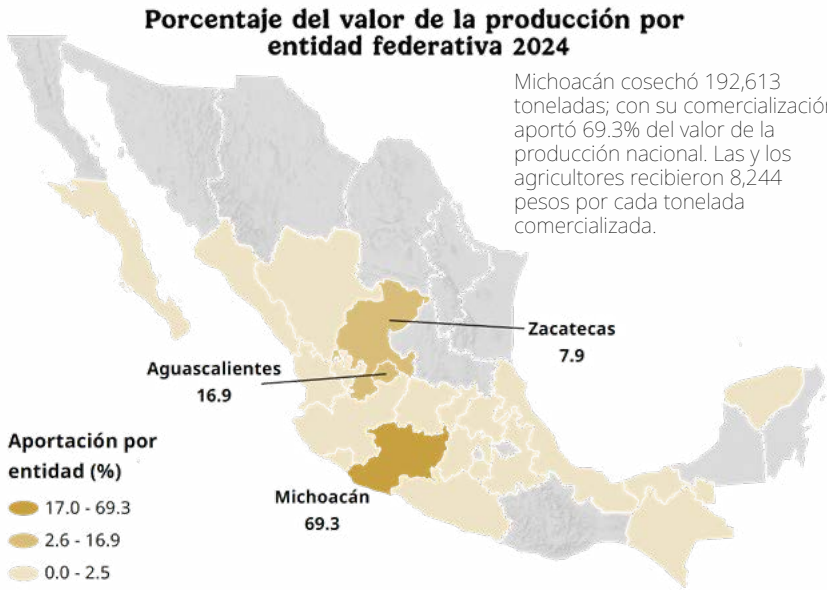 Porcentaje del valor de la producción por
entidad federativa 2024
Michoacán cosechó 192,613
toneladas; con su comercialización
aportó 69.3% del valor de la
producción nacional. Las y los
agricultores recibieron 8,244
pesos por cada tonelada
comercializada.
Zacatecas
7.9
Aguascalientes
16.9
Michoacán
69.3
Aportación por
entidad (%)
17.0 - 69.3
2.6 - 16.9
0.0 - 2.5